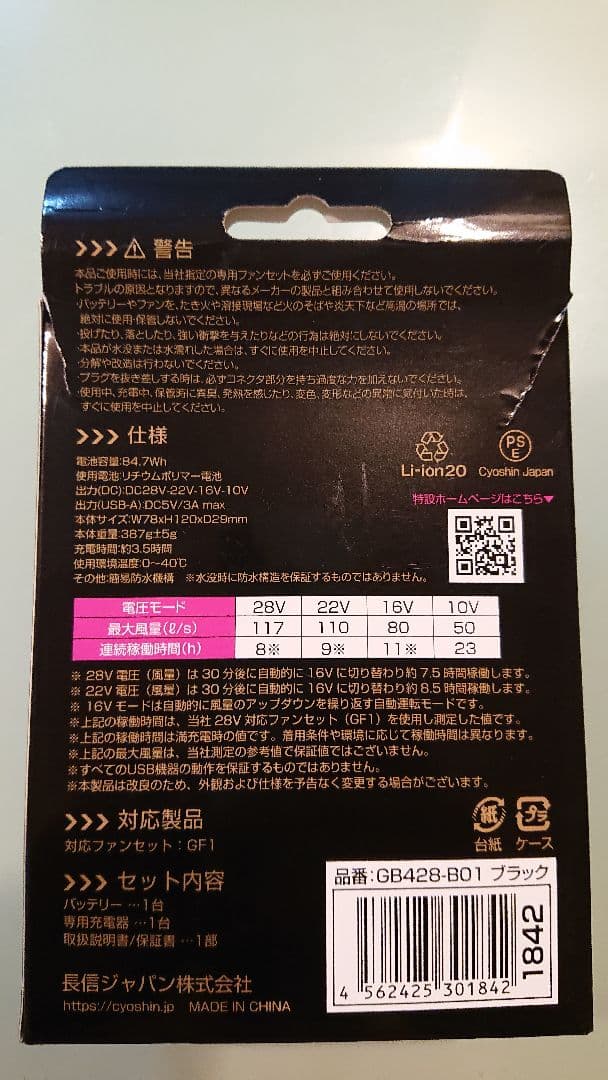 >>> ⚠ 警告
本品ご使用時には、当社指定の専用ファンセットを必ずご使用ください。
トラブルの原因となりますので、異なるメーカーの製品と組み合わせて使用しないでください。
・バッテリーやファンを、たき火や溶接現場など火のそばや炎天下など高温の場所では、
絶対に使用・保管しないでください。
・投げたり、落としたり、強い衝撃を与えたりなどの行為は絶対にしないでください。
・本品が水没または水濡れした場合は、すぐに使用を中止してください。
・分解や改造は行わないでください。
・プラグを抜き差しする時は、必ずコネクタ部分を持ち過度な力を加えないでください。
・使用中、充電中、保管時に異臭、発熱を感じたり、変色、変形などの異常に気付いた時は、
すぐに使用を中止してください。
>>> 仕様
電池容量:84.7Wh
使用電池:リチウムポリマー電池
出力(DC):DC28V-22V-16V-10V
出力(USB-A):DC5V/3A max
本体サイズ:W78xH120xD29mm
本体重量:387g±5g
充電時間:約3.5時間
使用環境温度:0〜40℃
その他:簡易防水機構 ※水没時に防水構造を保証するものではありません。
Li-ion20
PSE
Cyoshin Japan
特設ホームページはこちら▼
電圧モード 28V 22V 16V 10V
最大風量(ℓ/s) 117 110 80 50
連続稼働時間(h) 8※ 9※ 11※ 23
※ 28V 電圧（風量）は 30 分後に自動的に 16V に切り替わり約 7.5 時間稼働します。
※ 22V 電圧（風量）は 30 分後に自動的に 16V に切り替わり約 8.5 時間稼働します。
※ 16V モードは自動的に風量のアップダウンを繰り返す自動運転モードです。
※上記の稼働時間は、当社 28V 対応ファンセット（GF1）を使用し測定した値です。
※上記の稼働時間は満充電時の値です。着用条件や環境に応じて稼働時間は異なります。
※上記の最大風量は、当社測定の参考値で保証値ではございません。
※すべてのUSB機器の動作を保証するものではありません。
※本製品は改良のため、外観および仕様を予告なく変更する場合がございます。
>>> 対応製品
対応ファンセット：GF1
紙
台紙
プラ
ケース
>>> セット内容
バッテリー …1台
専用充電器 …1台
取扱説明書/保証書 …1部
長信ジャパン株式会社
https://cyoshin.jp MADE IN CHINA
品番:GB428-B01 ブラック
4 562425 301842
1842